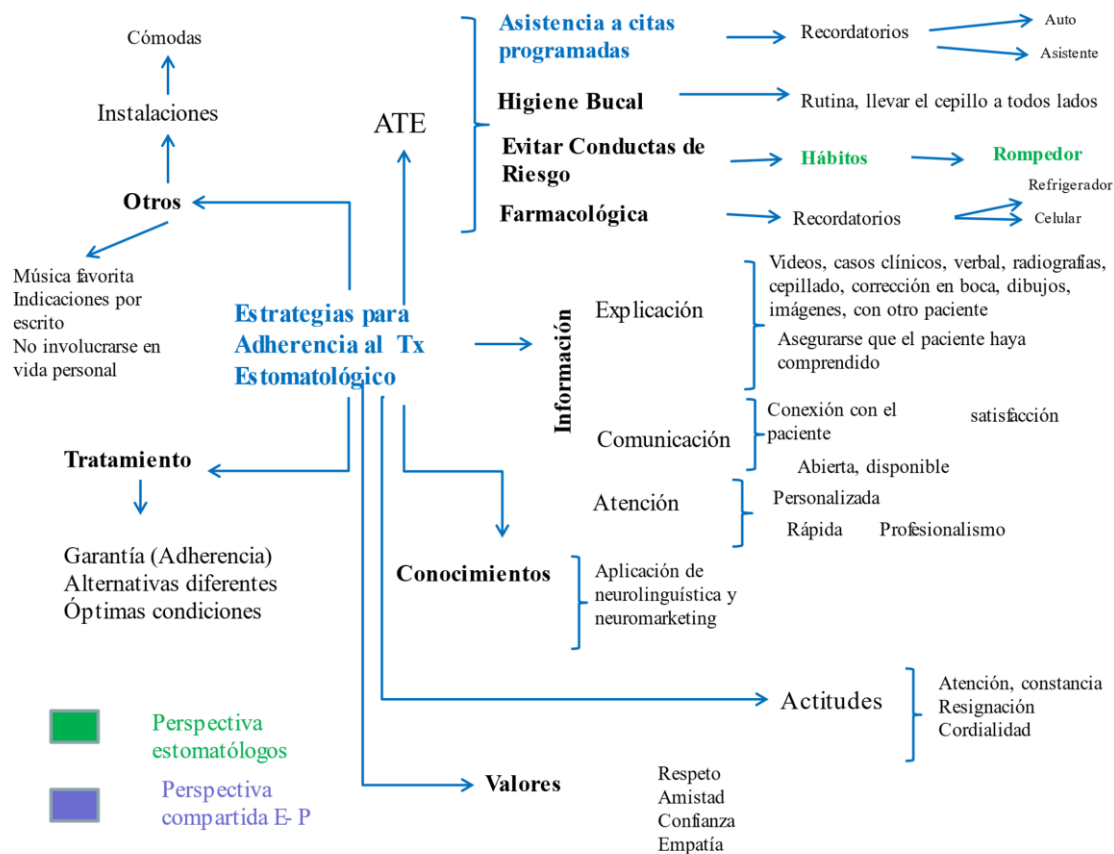 Cómodas
Instalaciones
Otros
Música favorita
Indicaciones por
escrito
No involucrarse en
vida personal
ATE
Asistencia a citas
programadas
Recordatorios
Auto
Asistente
Higiene Bucal
Rutina, llevar el cepillo a todos lados
Evitar Conductas de
Riesgo
Hábitos
Rompedor
Farmacológica
Recordatorios
Refrigerador
Celular
Estrategias para
Adherencia al Tx
Estomatológico
Información
Explicación
Videos, casos clínicos, verbal, radiografías,
cepillado, corrección en boca, dibujos,
imágenes, con otro paciente
Asegurarse que el paciente haya
comprendido
Comunicación
Conexión con el
paciente
satisfacción
Abierta, disponible
Atención
Personalizada
Rápida
Profesionalismo
Tratamiento
Garantía (Adherencia)
Alternativas diferentes
Óptimas condiciones
Conocimientos
Aplicación de
neurolinguística y
neuromarketing
Actitudes
Atención, constancia
Resignación
Cordialidad
Valores
Respeto
Amistad
Confianza
Empatía
Perspectiva
estomatólogos
Perspectiva
compartida E- P